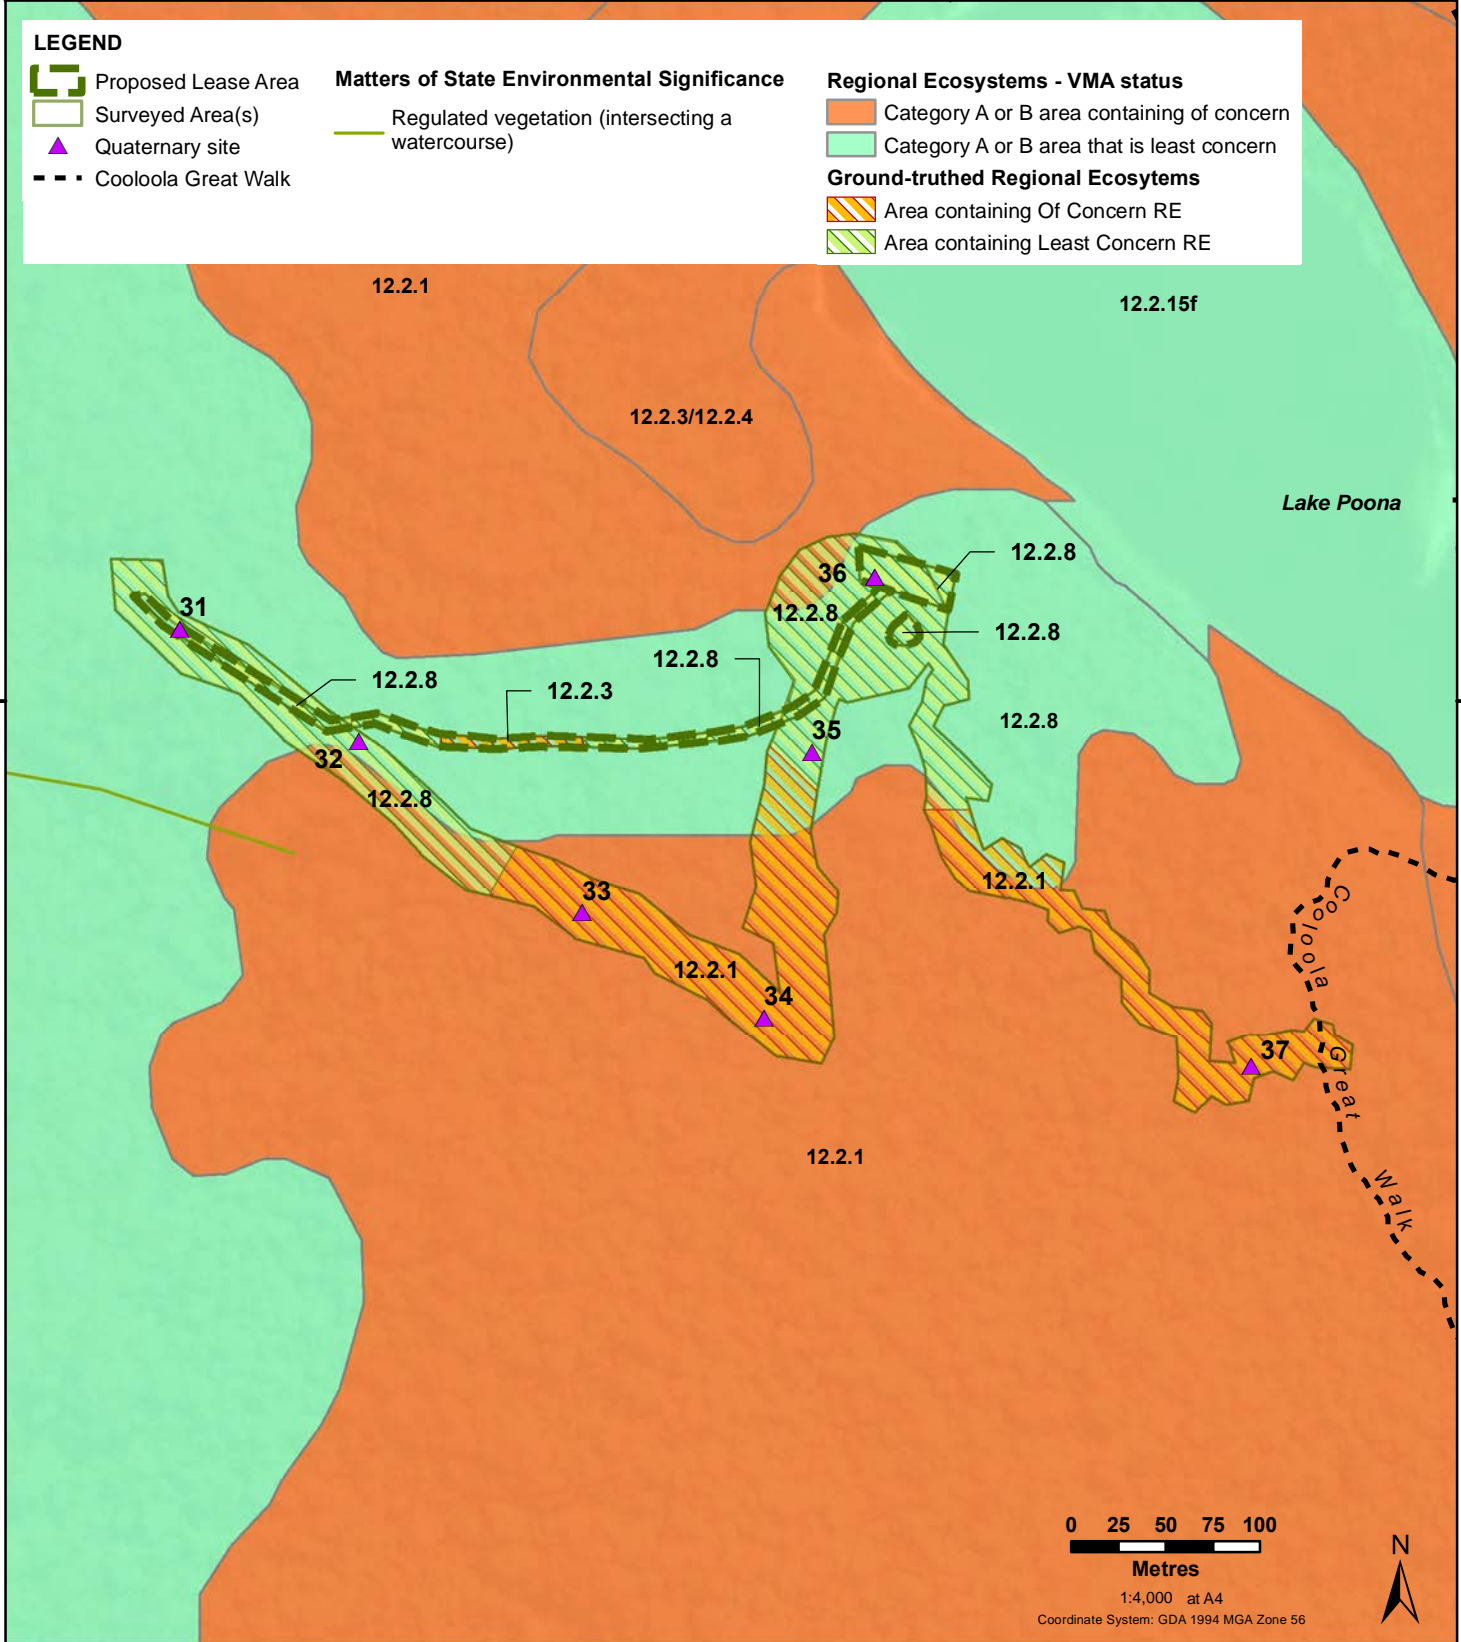 LEGEND
Proposed Lease Area
Surveyed Area(s)
Quaternary site
Cooloola Great Walk
Matters of State Environmental Significance
Regulated vegetation (intersecting a
watercourse)
Regional Ecosystems - VMA status
Category A or B area containing of concern
Category A or B area that is least concern
Ground-truthed Regional Ecosytems
Area containing Of Concern RE
Area containing Least Concern RE
12.2.1
12.2.15f
12.2.3/12.2.4
Lake Poona
12.2.8
36
31
12.2.8
12.2.8
12.2.8
12.2.8
12.2.3
12.2.8
35
32
12.2.8
12.2.1
33
12.2.1
34
37
Cooloola Great Walk
12.2.1
0 25 50 75 100
Metres
1:4,000 at A4
Coordinate System: GDA 1994 MGA Zone 56
N